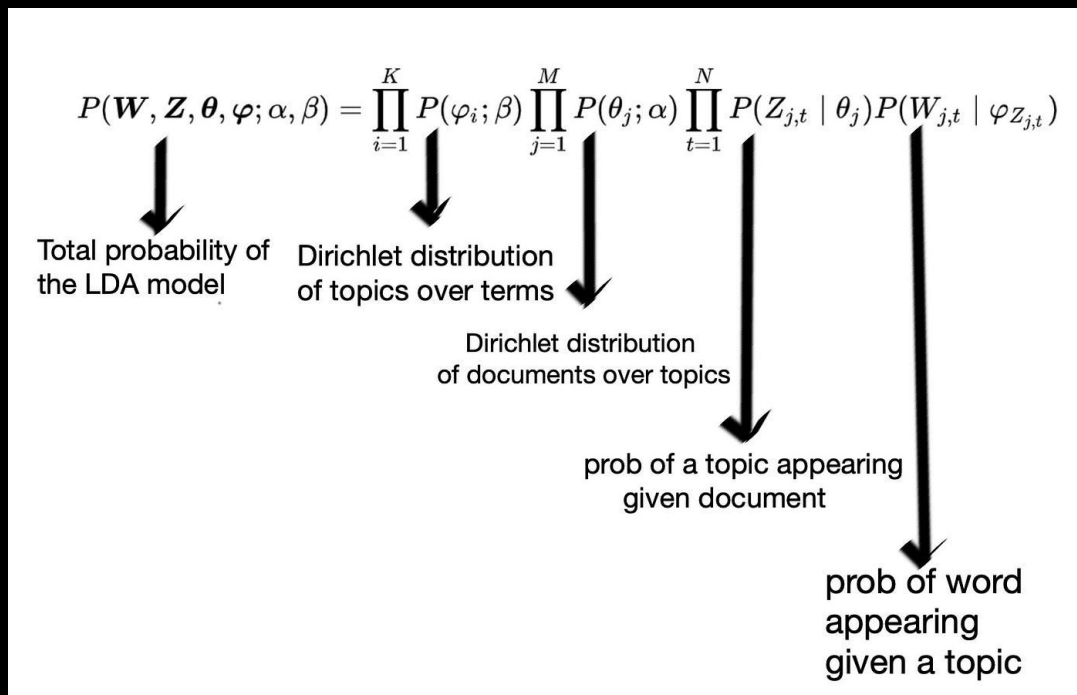 P(W, Z, θ, φ; α, β) = ∏_{i=1}^{K} P(φ_i; β) ∏_{j=1}^{M} P(θ_j; α) ∏_{t=1}^{N} P(Z_{j,t} | θ_j) P(W_{j,t} | φ_{Z_{j,t}})
Total probability of
the LDA model
Dirichlet distribution
of topics over terms
Dirichlet distribution
of documents over topics
prob of a topic appearing
given document
prob of word
appearing
given a topic